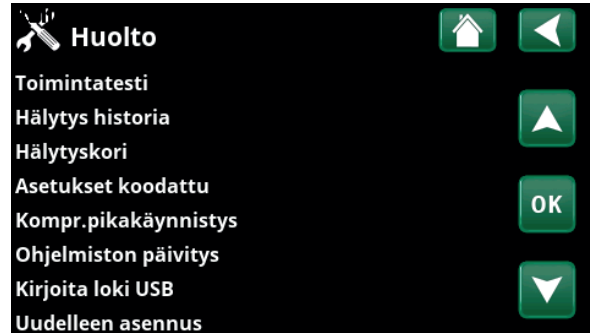 Huolto
Toimintatesti
Hälytys historia
Hälytyskori
Asetukset koodattu
OK
Kompr.pikakäynnistys
Ohjelmiston päivitys
Kirjoita loki USB
Uudelleen asennus